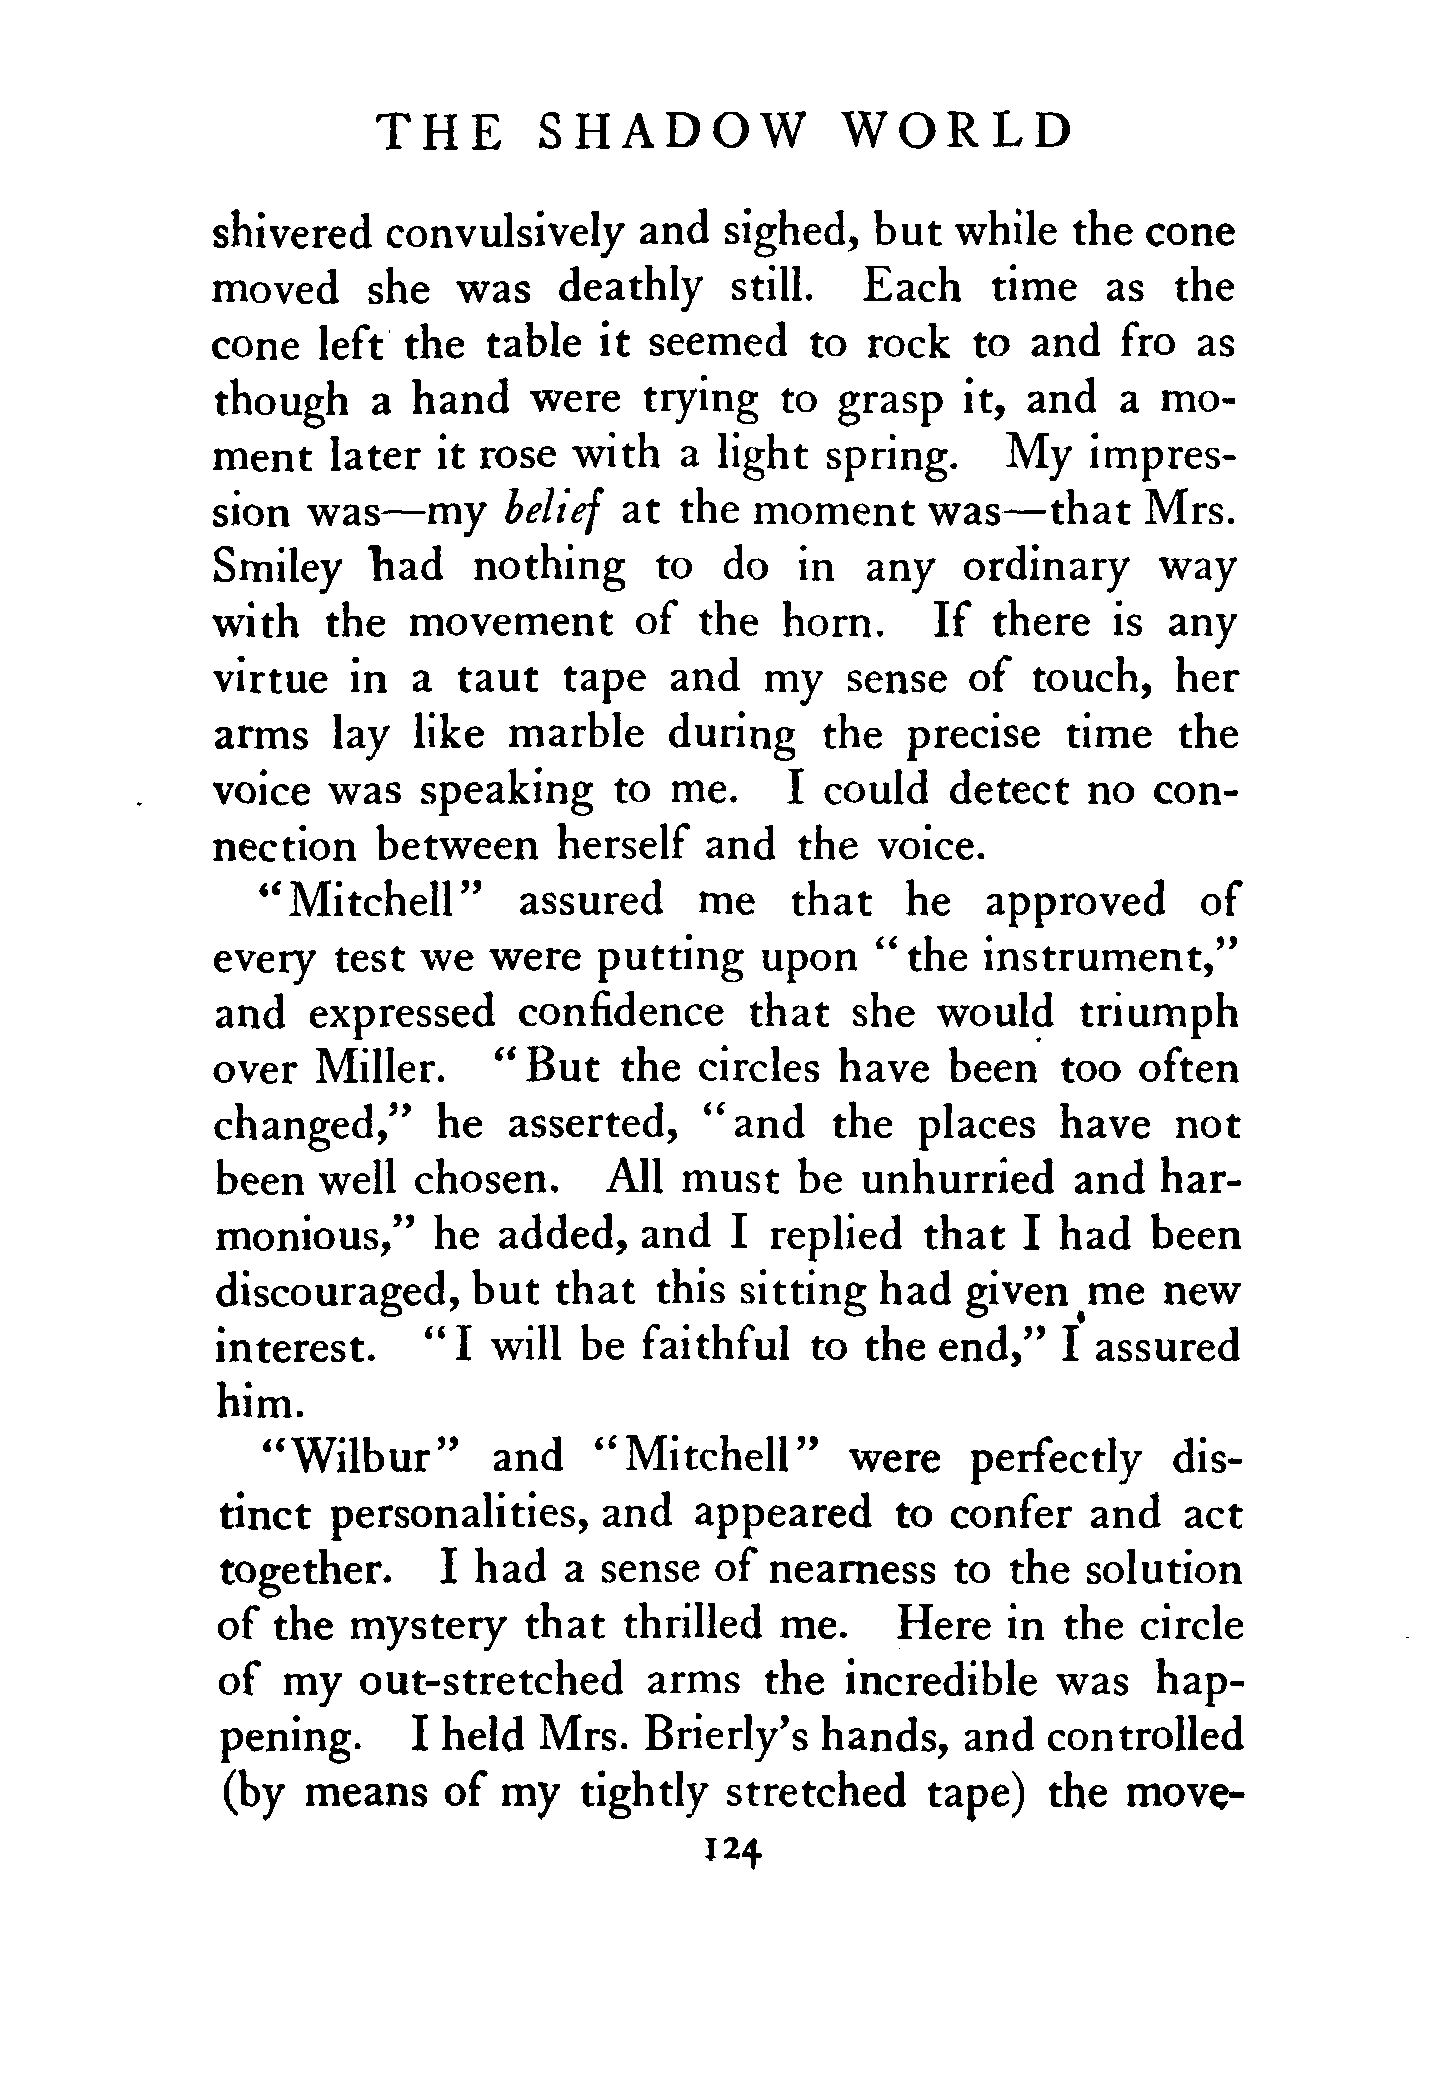 THE SHADOW WORLD
shivered convulsively and sighed, but while the cone
moved she was deathly still. Each time as the
cone left the table it seemed to rock to and fro as
though a hand were trying to grasp it, and a mo-
ment later it rose with a light spring. My impres-
sion was—my belief at the moment was—that Mrs.
Smiley had nothing to do in any ordinary way
with the movement of the horn. If there is any
virtue in a taut tape and my sense of touch, her
arms lay like marble during the precise time the
voice was speaking to me. I could detect no con-
nection between herself and the voice.
“Mitchell” assured me that he approved of
every test we were putting upon “the instrument,”
and expressed confidence that she would triumph
over Miller. “But the circles have been too often
changed,” he asserted, “and the places have not
been well chosen. All must be unhurried and har-
monious,” he added, and I replied that I had been
discouraged, but that this sitting had given me new
interest. “I will be faithful to the end,” I assured
him.
“Wilbur” and “Mitchell” were perfectly dis-
tinct personalities, and appeared to confer and act
together. I had a sense of nearness to the solution
of the mystery that thrilled me. Here in the circle
of my out-stretched arms the incredible was hap-
pening. I held Mrs. Brierly’s hands, and controlled
(by means of my tightly stretched tape) the move-
124